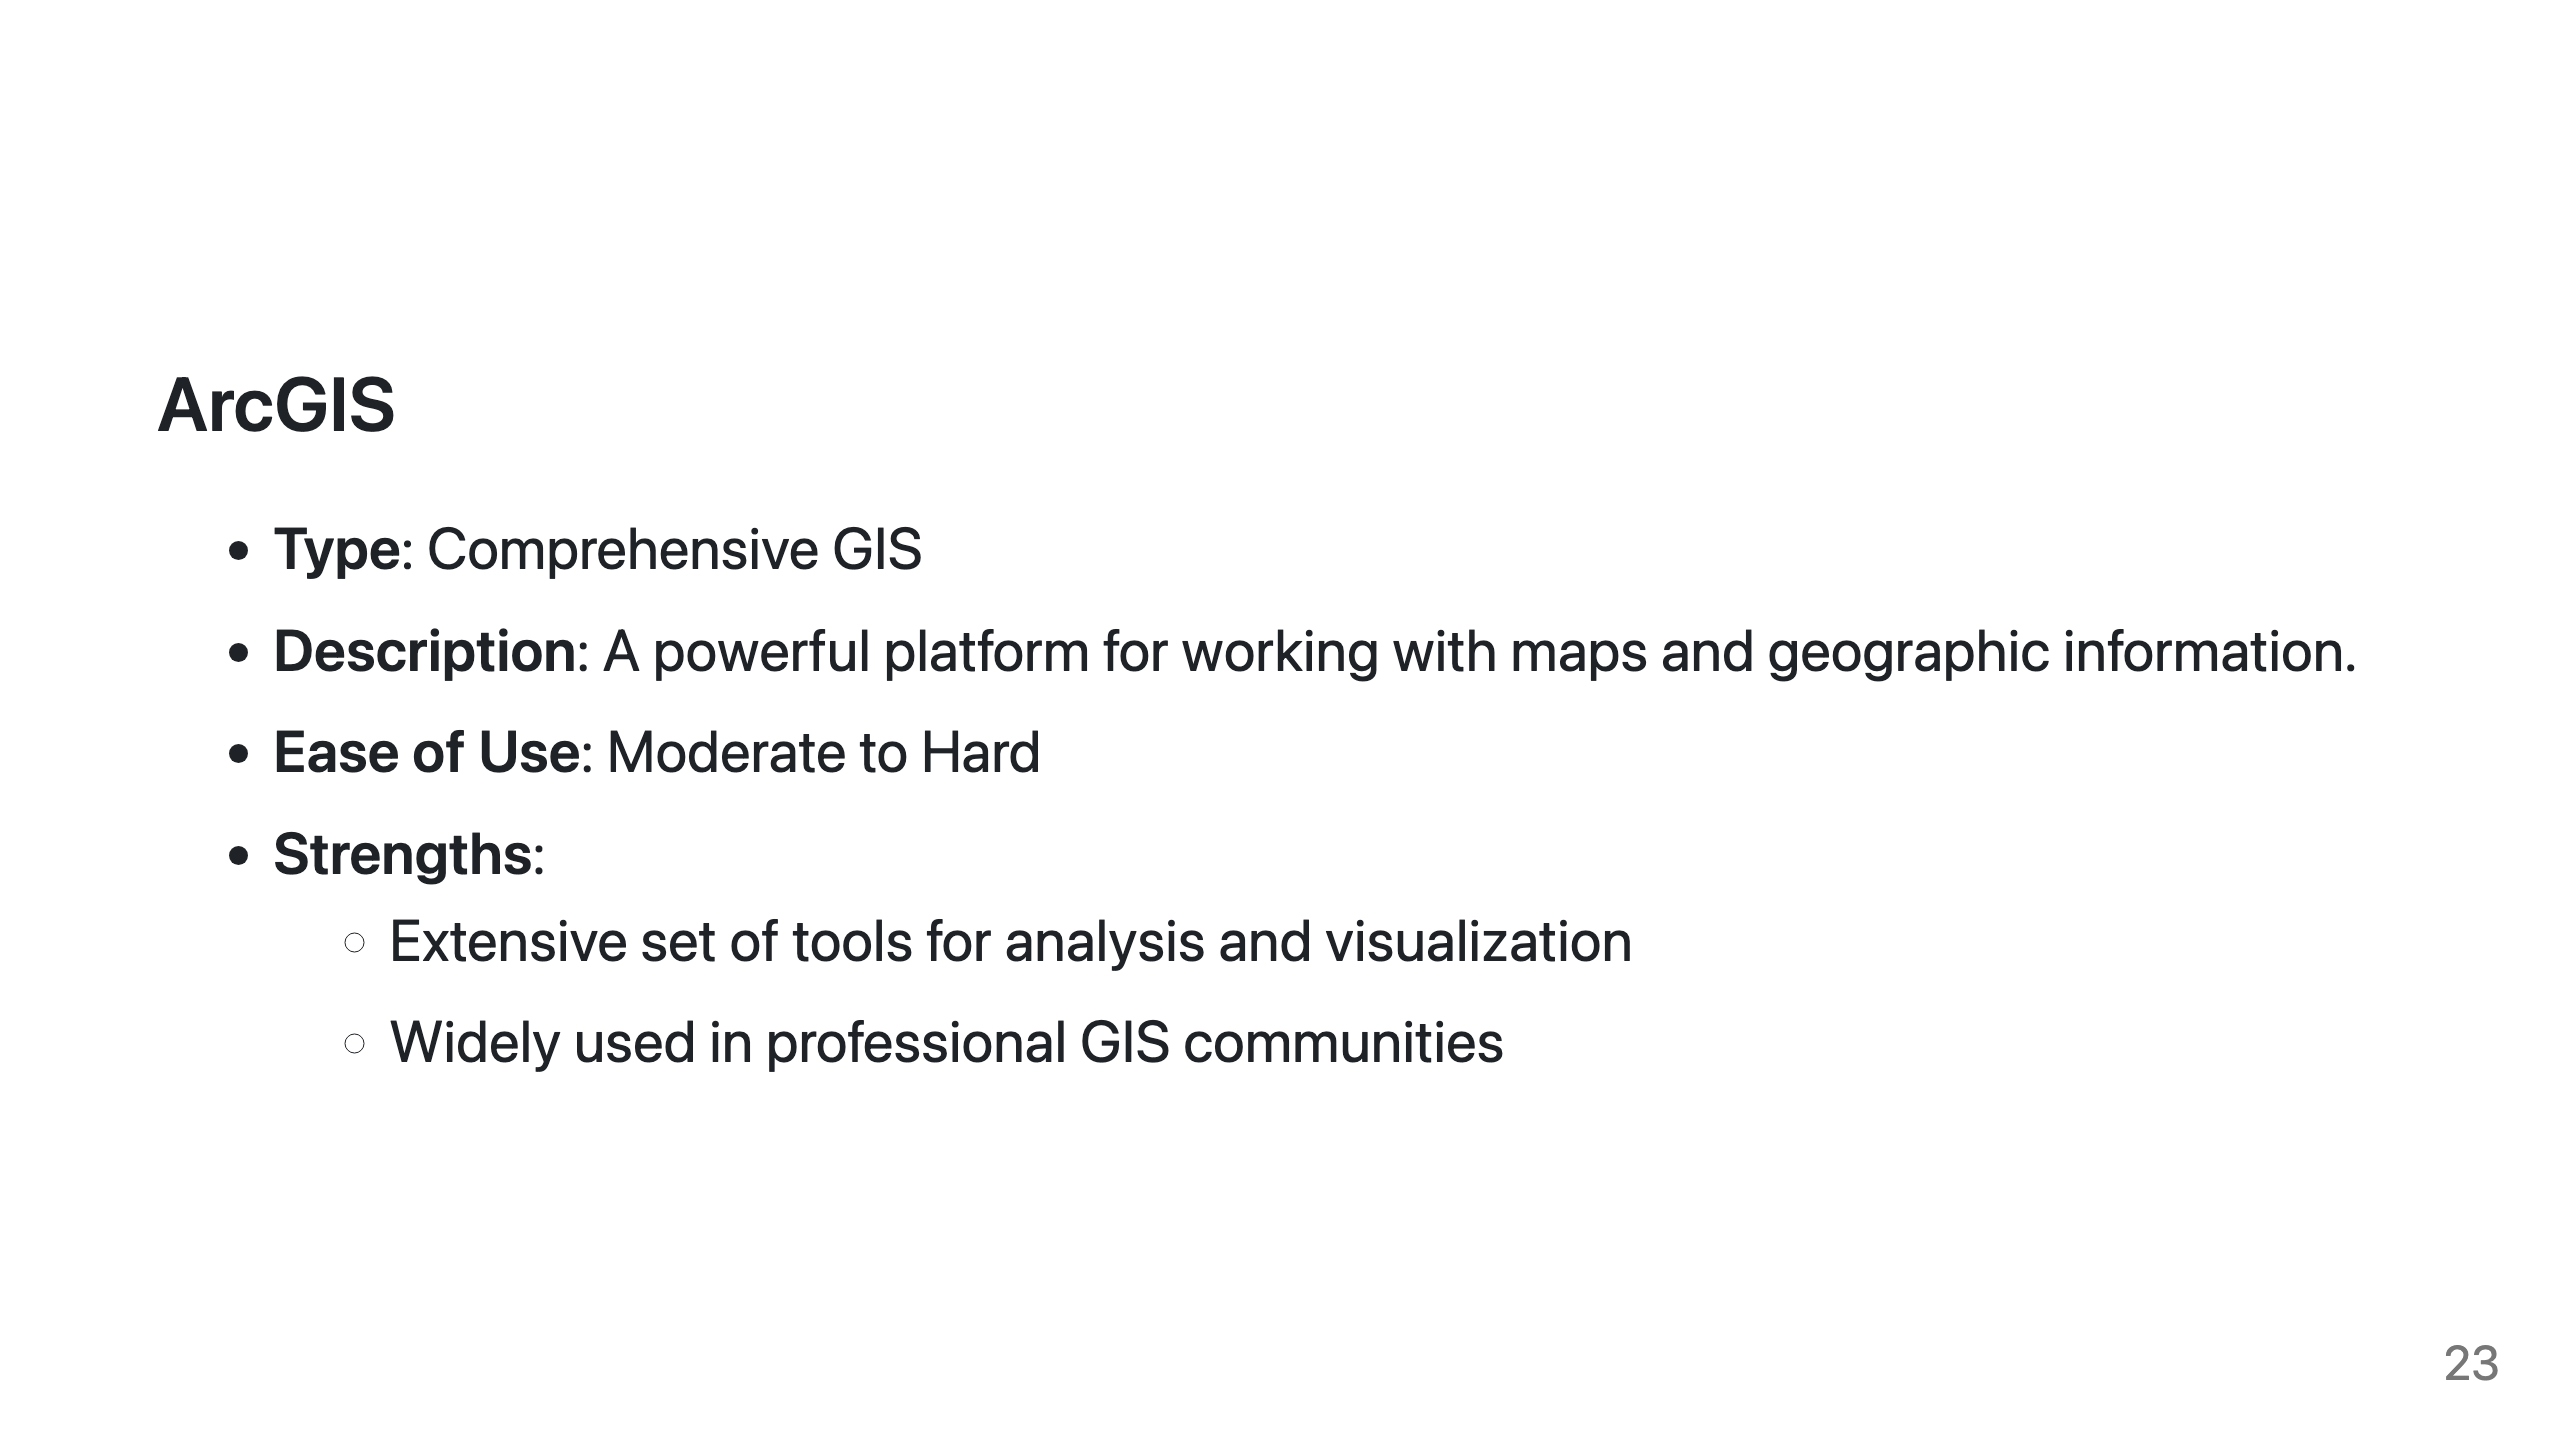 ArcGIS
• Type: Comprehensive GIS
• Description: A powerful platform for working with maps and geographic information.
• Ease of Use: Moderate to Hard
• Strengths:
○ Extensive set of tools for analysis and visualization
○ Widely used in professional GIS communities
23